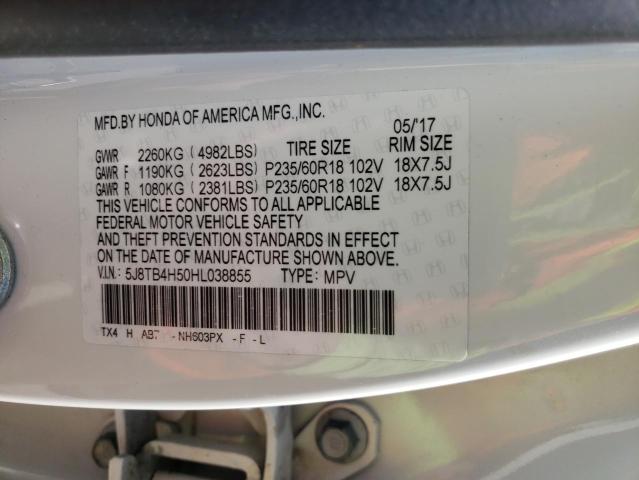 MFD.BY HONDA OF AMERICA MFG.,INC.
05/'17
GVWR 2260KG (4982LBS) TIRE SIZE RIM SIZE
GAWR F 1190KG (2623LBS) P235/60R18 102V 18X7.5J
GAWR R 1080KG (2381LBS) P235/60R18 102V 18X7.5J
THIS VEHICLE CONFORMS TO ALL APPLICABLE
FEDERAL MOTOR VEHICLE SAFETY
AND THEFT PREVENTION STANDARDS IN EFFECT
ON THE DATE OF MANUFACTURE SHOWN ABOVE.
V.I.N.: 5J8TB4H50HL038855 TYPE: MPV
TX4 H AB7 -NH603PX -F -L